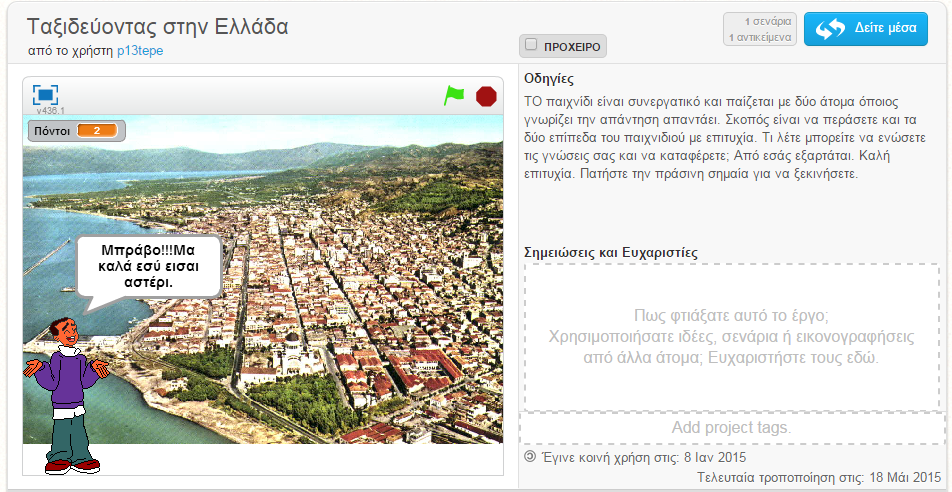 Ταξιδεύοντας στην Ελλάδα
από το χρήστη p13tepe
ΠΡΟΧΕΙΡΟ
1 σενάρια
1 αντικείμενα
Δείτε μέσα
v436.1
Πόντοι 2
Μπράβο!!!Μα
καλά εσύ εισαι
αστέρι.
Οδηγίες
ΤΟ παιχνίδι είναι συνεργατικό και παίζεται με δύο άτομα όποιος
γνωρίζει την απάντηση απαντάει. Σκοπός είναι να περάσετε και τα
δύο επίπεδα του παιχνιδιού με επιτυχία. Τι λέτε μπορείτε να ενώσετε
τις γνώσεις σας και να καταφέρετε; Από εσάς εξαρτάται. Καλή
επιτυχία. Πατήστε την πράσινη σημαία για να ξεκινήσετε.
Σημειώσεις και Ευχαριστίες
Πως φτιάξατε αυτό το έργο;
Χρησιμοποιήσατε ιδέες, σενάρια ή εικονογραφήσεις
από άλλα άτομα; Ευχαριστήστε τους εδώ.
Add project tags.
Έγινε κοινή χρήση στις: 8 Ιαν 2015
Τελευταία τροποποίηση στις: 18 Μάι 2015